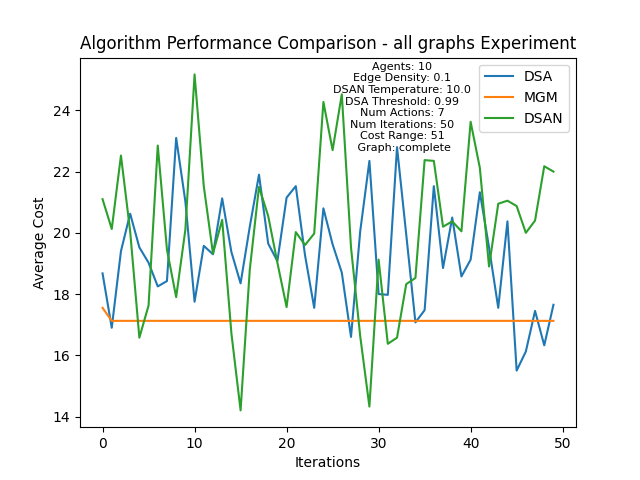 Algorithm Performance Comparison - all graphs Experiment
Agents: 10
Edge Density: 0.1
DSAN Temperature: 10.0
DSA Threshold: 0.99
Num Actions: 7
Num Iterations: 50
Cost Range: 51
Graph: complete
DSA
MGM
DSAN
Average Cost
24
22
20
18
16
14
0 10 20 30 40 50
Iterations